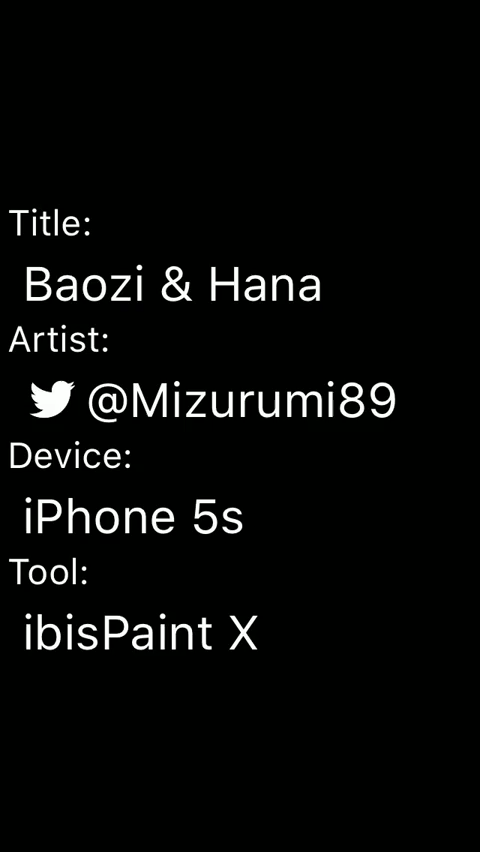 Title:
Baozi & Hana
Artist:
@Mizurumi89
Device:
iPhone 5s
Tool:
ibisPaint X